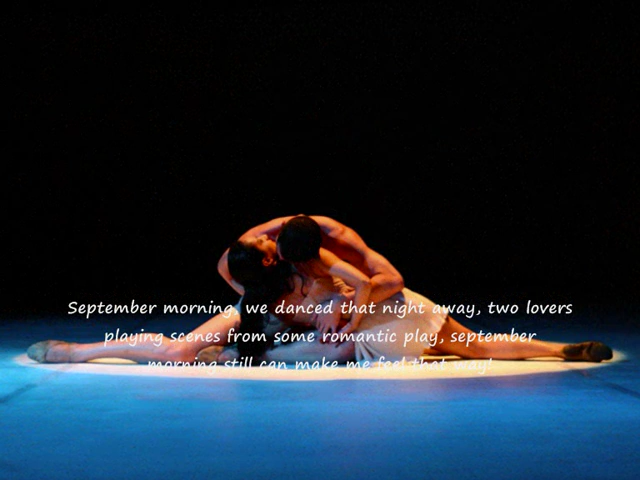 September morning, we danced that night away, two lovers
playing scenes from some romantic play, september
morning still can make me feel that way!